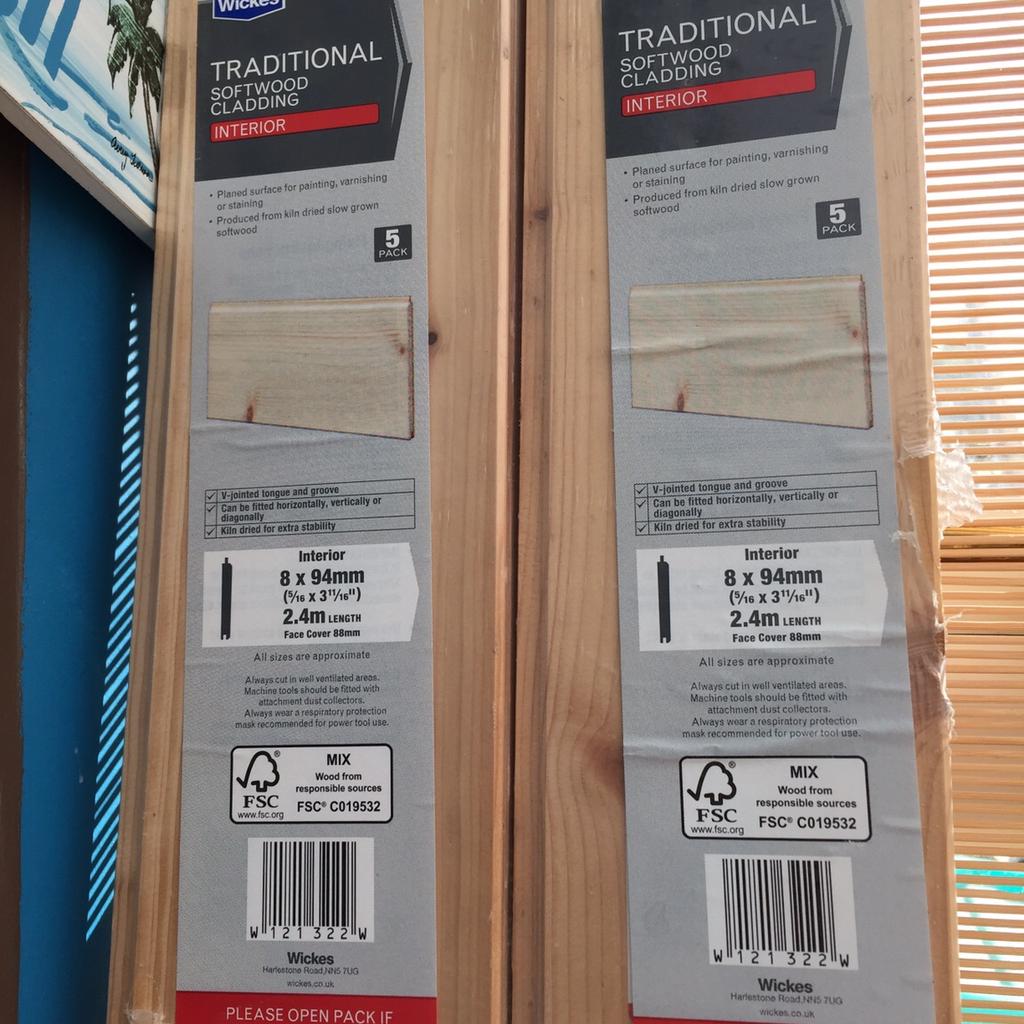 Wickes
TRADITIONAL
SOFTWOOD
CLADDING
INTERIOR
• Planed surface for painting, varnishing
or staining
• Produced from kiln dried slow grown
softwood
5
PACK
V-jointed tongue and groove
Can be fitted horizontally, vertically or
diagonally
Kiln dried for extra stability
Interior
8 x 94mm
(5/16 x 3 11/16")
2.4m LENGTH
Face Cover 88mm
All sizes are approximate
Always cut in well ventilated areas.
Machine tools should be fitted with
attachment dust collectors.
Always wear a respiratory protection
mask recommended for power tool use.
FSC®
www.fsc.org
MIX
Wood from
responsible sources
FSC® C019532
W 121 322 W
Wickes
Harlestone Road,NN5 7UG
wickes.co.uk
PLEASE OPEN PACK IF
TRADITIONAL
SOFTWOOD
CLADDING
INTERIOR
• Planed surface for painting, varnishing
or staining
• Produced from kiln dried slow grown
softwood
5
PACK
V-jointed tongue and groove
Can be fitted horizontally, vertically or
diagonally
Kiln dried for extra stability
Interior
8 x 94mm
(5/16 x 3 11/16")
2.4m LENGTH
Face Cover 88mm
All sizes are approximate
Always cut in well ventilated areas.
Machine tools should be fitted with
attachment dust collectors.
Always wear a respiratory protection
mask recommended for power tool use.
FSC®
www.fsc.org
MIX
Wood from
responsible sources
FSC® C019532
W 121 322 W
Wickes
Harlestone Road,NN5 7UG
wickes.co.uk